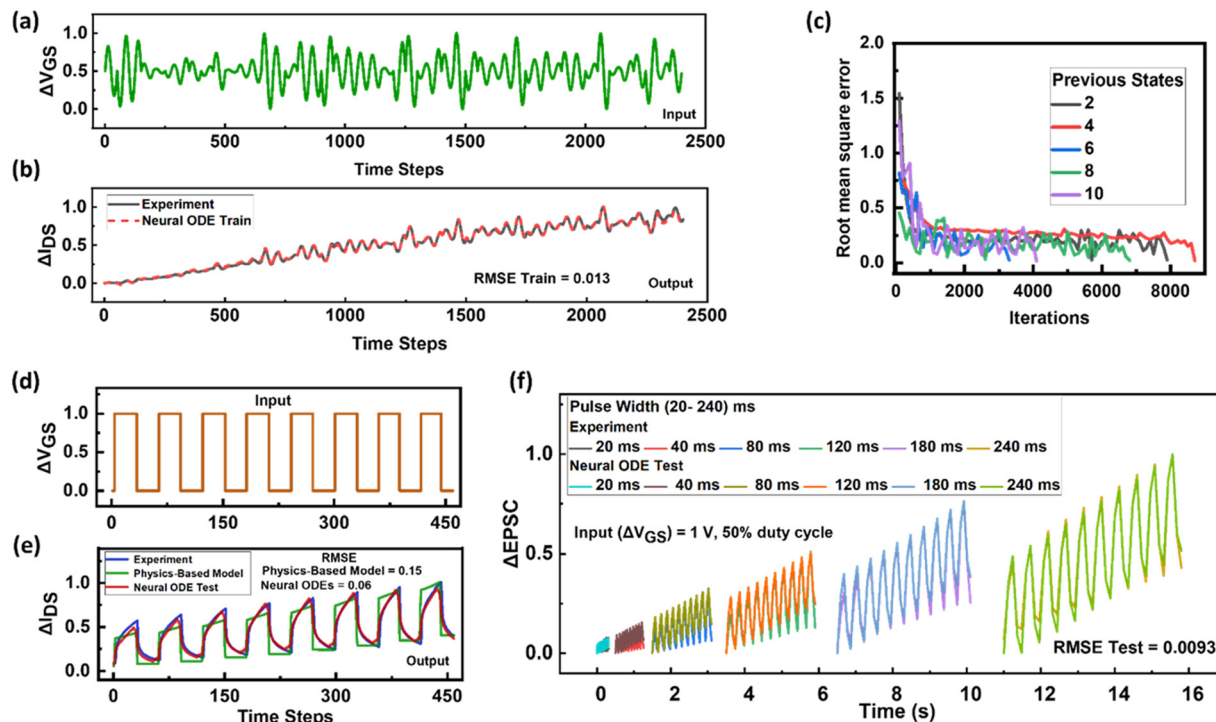 (a)
ΔVGS
1.0
0.5
0.0
Input
0 500 1000 1500 2000 2500
Time Steps
(b)
ΔIDS
1.0
0.5
0.0
Experiment
Neural ODE Train
RMSE Train = 0.013
Output
0 500 1000 1500 2000 2500
Time Steps
(c)
Root mean square error
2.0
1.5
1.0
0.5
0.0
Previous States
2
4
6
8
10
0 2000 4000 6000 8000
Iterations
(d)
ΔVGS
1.0
0.5
0.0
Input
0 150 300 450
(e)
ΔIDS
1.0
0.5
0.0
Experiment
Physics-Based Model
Neural ODE Test
RMSE
Physics-Based Model = 0.15
Neural ODEs = 0.06
Output
0 150 300 450
Time Steps
(f)
ΔEPSC
1.0
0.5
0.0
Pulse Width (20- 240) ms
Experiment
20 ms 40 ms 80 ms 120 ms 180 ms 240 ms
Neural ODE Test
20 ms 40 ms 80 ms 120 ms 180 ms 240 ms
Input (ΔVGS) = 1 V, 50% duty cycle
RMSE Test = 0.0093
0 2 4 6 8 10 12 14 16
Time (s)